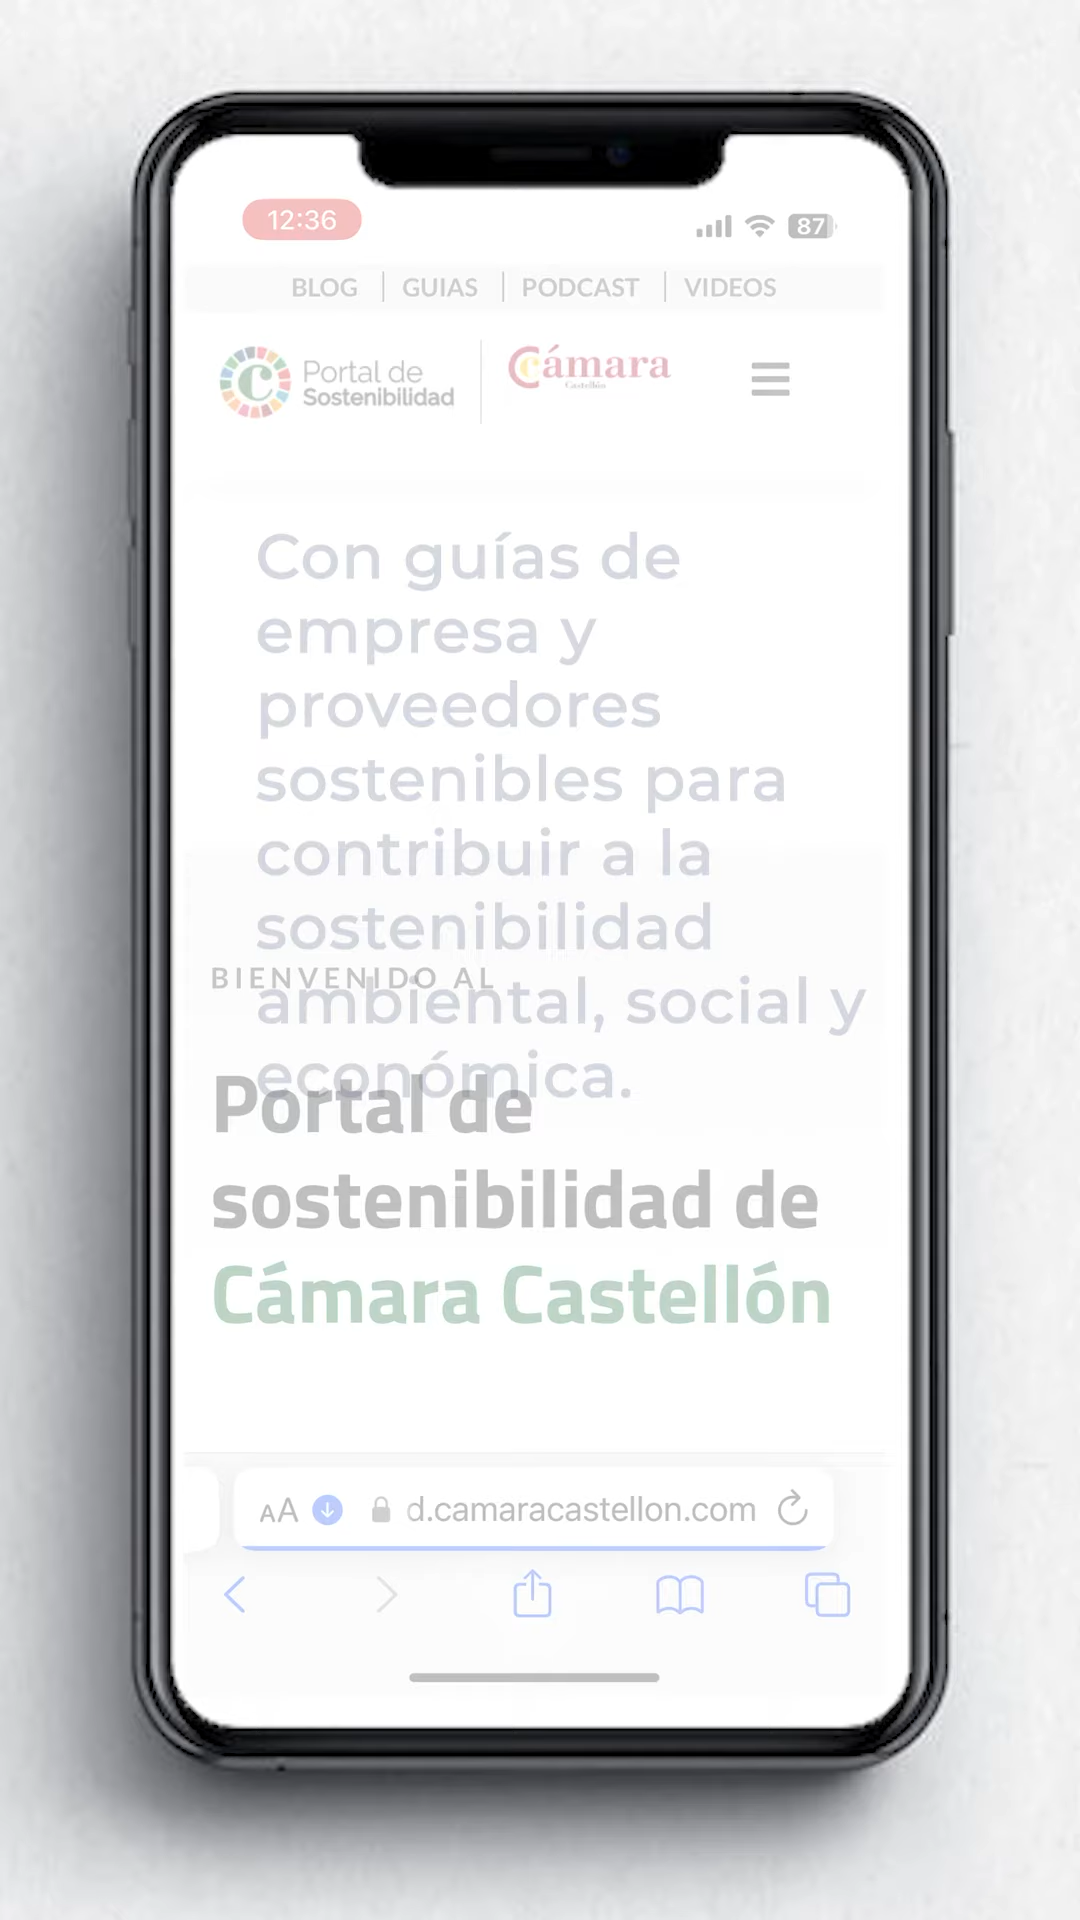 12:36
87
BLOG GUIAS PODCAST VIDEOS
Portal de
Sostenibilidad
Cámara
Castellón
Con guías de
empresa y
proveedores
sostenibles para
contribuir a la
sostenibilidad
ambiental, social y
económica.
BIENVENIDO AL
Portal de
sostenibilidad de
Cámara Castellón
AA d.camaracastellon.com